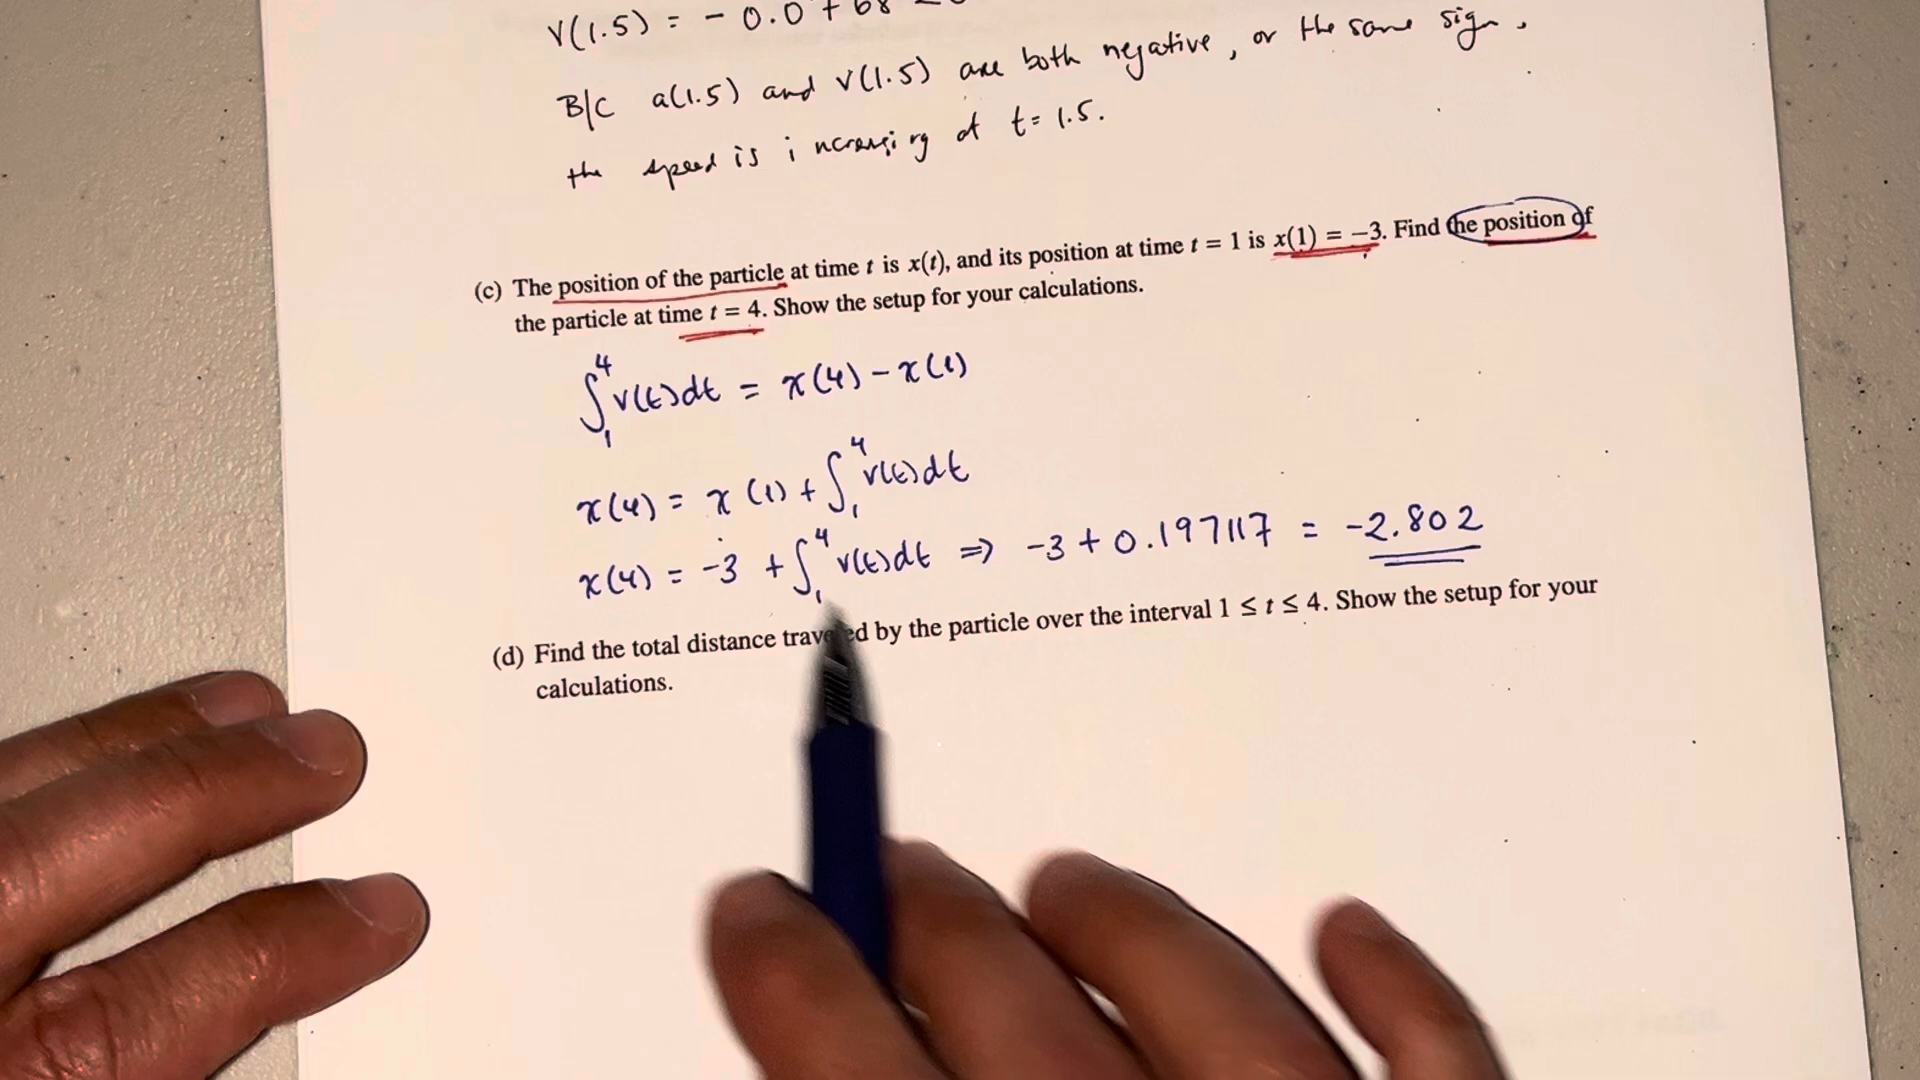 v(1.5) = - 0.0
B/C a(1.5) and v(1.5) are both negative, or the same sign.
the speed is increasing at t= 1.5.
(c) The position of the particle at time t is x(t), and its position at time t = 1 is x(1) = −3. Find the position of
the particle at time t = 4. Show the setup for your calculations.
∫₁⁴ v(t)dt = x(4) - x(1)
x(4) = x(1) + ∫₁⁴ v(t)dt
x(4) = -3 + ∫₁⁴ v(t)dt ⇒ -3 + 0.197117 = -2.802
(d) Find the total distance traveled by the particle over the interval 1 ≤ t ≤ 4. Show the setup for your
calculations.